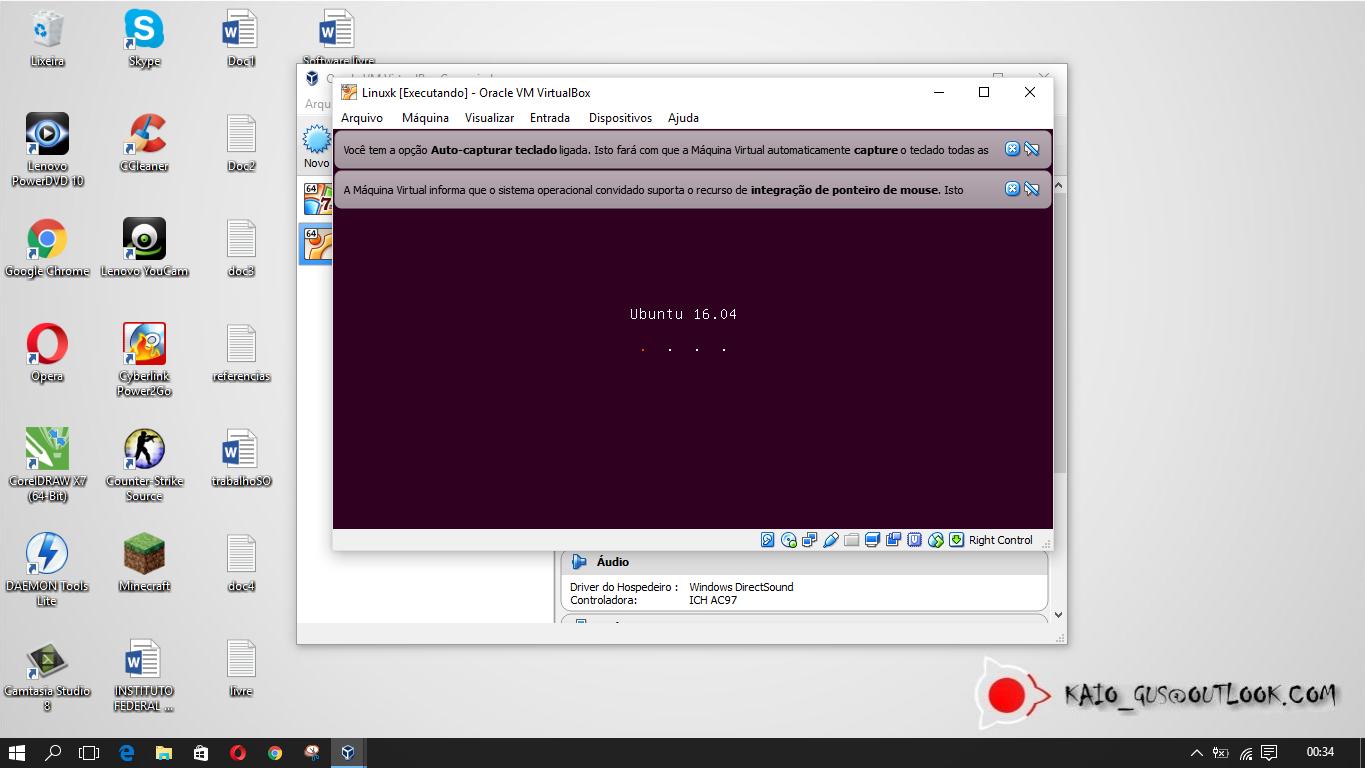 Lixeira
Skype
Doc1
Software livre
Lenovo PowerDVD 10
CCleaner
Doc2
Google Chrome
Lenovo YouCam
doc3
Opera
Cyberlink Power2Go
referencias
CorelDRAW X7 (64-Bit)
Counter-Strike Source
trabalhoSO
DAEMON Tools Lite
Minecraft
doc4
Camtasia Studio 8
INSTITUTO FEDERAL ...
livre
Arqu
Novo
64
7
64
Linuxk [Executando] - Oracle VM VirtualBox
Arquivo Máquina Visualizar Entrada Dispositivos Ajuda
Você tem a opção Auto-capturar teclado ligada. Isto fará com que a Máquina Virtual automaticamente capture o teclado todas as
A Máquina Virtual informa que o sistema operacional convidado suporta o recurso de integração de ponteiro de mouse. Isto
Ubuntu 16.04
Right Control
Áudio
Driver do Hospedeiro : Windows DirectSound
Controladora: ICH AC97
KAIO_GUS@OUTLOOK.COM
00:34